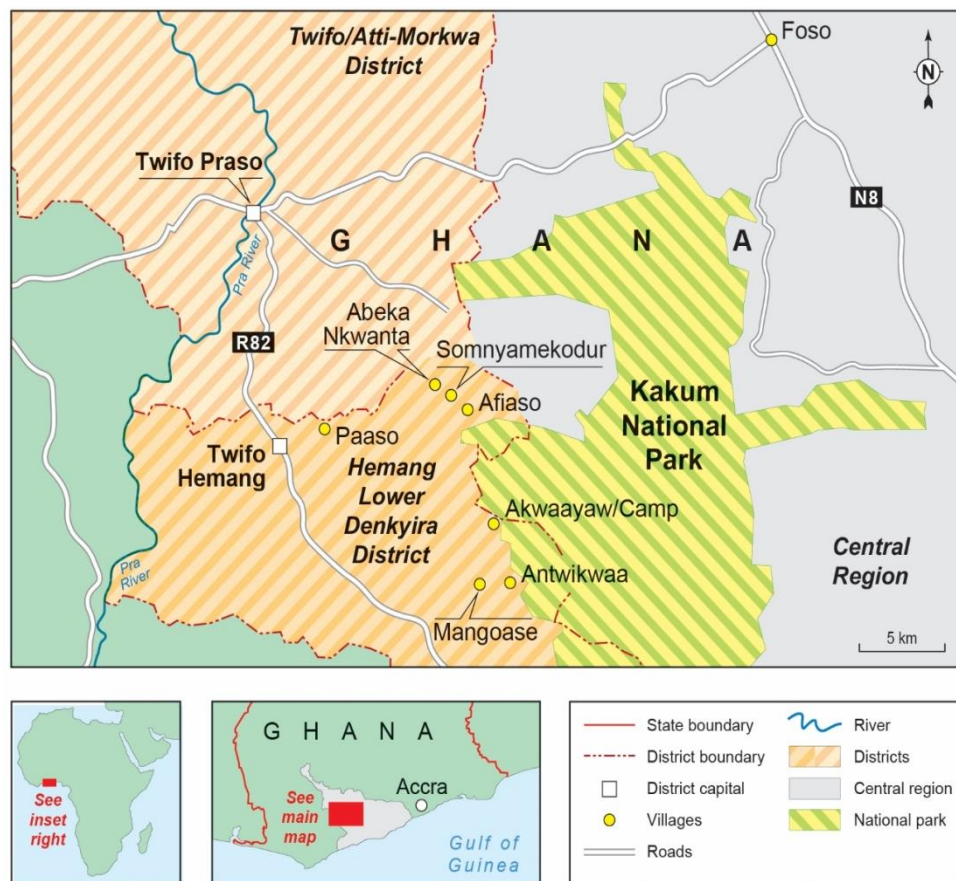 Twifo/Atti-Morkwa
District
Foso
N
Twifo Praso
N8
G H A N A
Pra River
Abeka
Nkwanta
R82
Somnyamekodur
Afiaso
Kakum
National
Park
Paaso
Twifo
Hemang
Hemang
Lower
Denkyira
District
Akwaayaw/Camp
Central
Region
Pra
River
Antwikwaa
Mangoase
5 km
See
inset
right
G H A N A
Accra
See
main
map
Gulf of
Guinea
State boundary
District boundary
District capital
Villages
Roads
River
Districts
Central region
National park